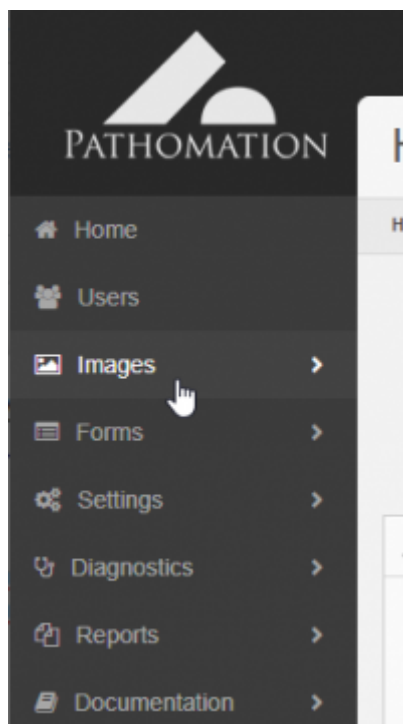 PATHOMATION
Home
Users
Images
Forms
Settings
Diagnostics
Reports
Documentation
H
H